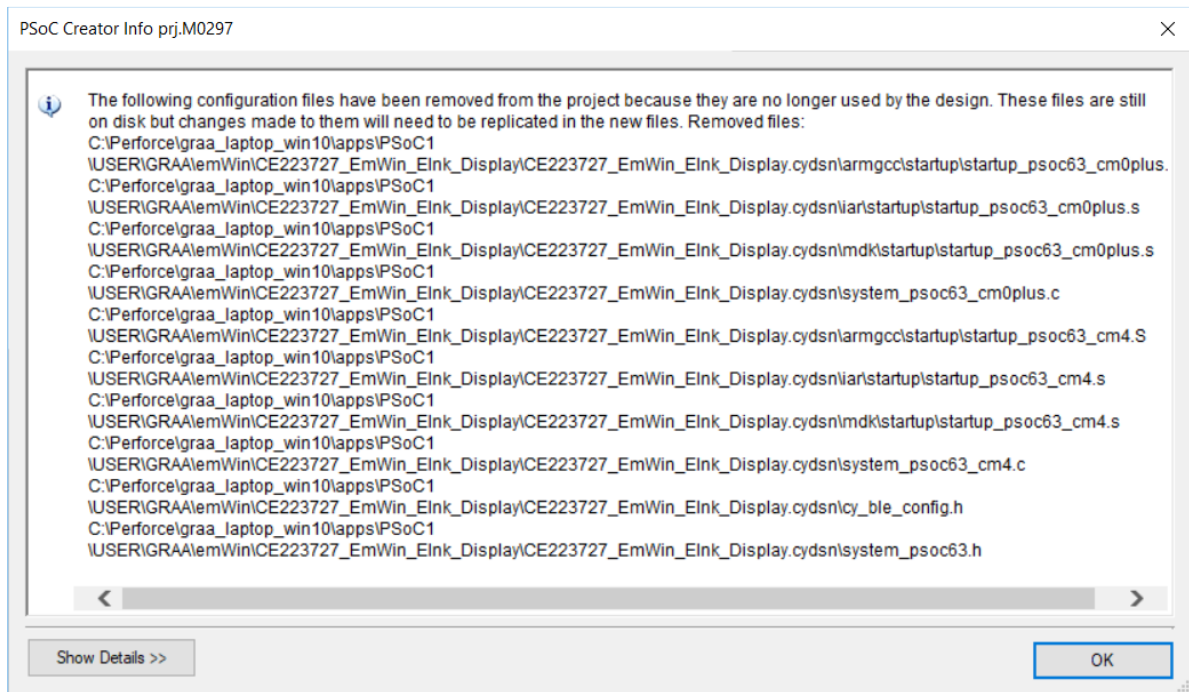 PSoC Creator Info prj.M0297
The following configuration files have been removed from the project because they are no longer used by the design. These files are still
on disk but changes made to them will need to be replicated in the new files. Removed files:
C:\Perforce\graa_laptop_win10\apps\PSoC1
\USER\GRAA\emWin\CE223727_EmWin_EInk_Display\CE223727_EmWin_EInk_Display.cydsn\armgcc\startup\startup_psoc63_cm0plus.
C:\Perforce\graa_laptop_win10\apps\PSoC1
\USER\GRAA\emWin\CE223727_EmWin_EInk_Display\CE223727_EmWin_EInk_Display.cydsn\iar\startup\startup_psoc63_cm0plus.s
C:\Perforce\graa_laptop_win10\apps\PSoC1
\USER\GRAA\emWin\CE223727_EmWin_EInk_Display\CE223727_EmWin_EInk_Display.cydsn\mdk\startup\startup_psoc63_cm0plus.s
C:\Perforce\graa_laptop_win10\apps\PSoC1
\USER\GRAA\emWin\CE223727_EmWin_EInk_Display\CE223727_EmWin_EInk_Display.cydsn\system_psoc63_cm0plus.c
C:\Perforce\graa_laptop_win10\apps\PSoC1
\USER\GRAA\emWin\CE223727_EmWin_EInk_Display\CE223727_EmWin_EInk_Display.cydsn\armgcc\startup\startup_psoc63_cm4.S
C:\Perforce\graa_laptop_win10\apps\PSoC1
\USER\GRAA\emWin\CE223727_EmWin_EInk_Display\CE223727_EmWin_EInk_Display.cydsn\iar\startup\startup_psoc63_cm4.s
C:\Perforce\graa_laptop_win10\apps\PSoC1
\USER\GRAA\emWin\CE223727_EmWin_EInk_Display\CE223727_EmWin_EInk_Display.cydsn\mdk\startup\startup_psoc63_cm4.s
C:\Perforce\graa_laptop_win10\apps\PSoC1
\USER\GRAA\emWin\CE223727_EmWin_EInk_Display\CE223727_EmWin_EInk_Display.cydsn\system_psoc63_cm4.c
C:\Perforce\graa_laptop_win10\apps\PSoC1
\USER\GRAA\emWin\CE223727_EmWin_EInk_Display\CE223727_EmWin_EInk_Display.cydsn\cy_ble_config.h
C:\Perforce\graa_laptop_win10\apps\PSoC1
\USER\GRAA\emWin\CE223727_EmWin_EInk_Display\CE223727_EmWin_EInk_Display.cydsn\system_psoc63.h
Show Details >>
OK